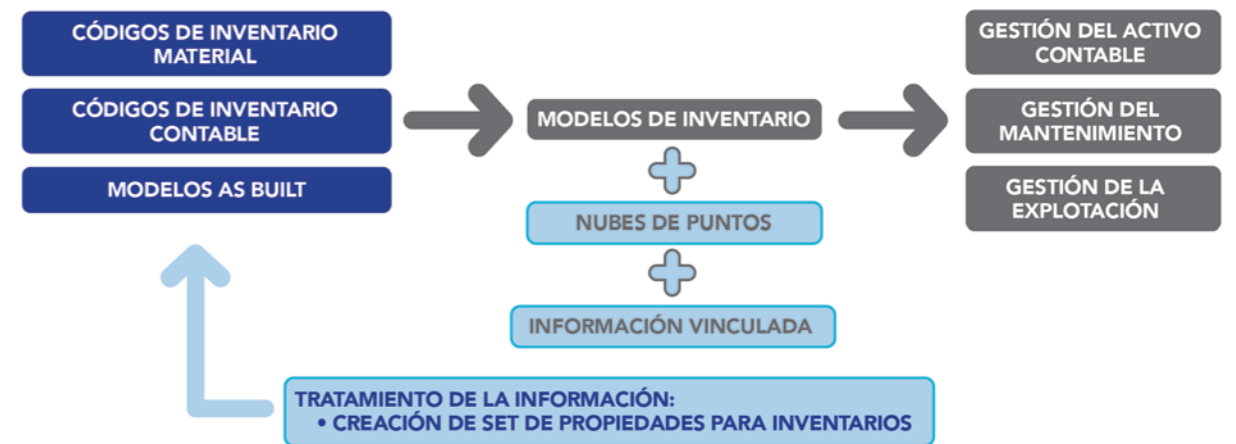 CÓDIGOS DE INVENTARIO
MATERIAL
CÓDIGOS DE INVENTARIO
CONTABLE
MODELOS AS BUILT
MODELOS DE INVENTARIO
NUBES DE PUNTOS
INFORMACIÓN VINCULADA
GESTIÓN DEL ACTIVO
CONTABLE
GESTIÓN DEL
MANTENIMIENTO
GESTIÓN DE LA
EXPLOTACIÓN
TRATAMIENTO DE LA INFORMACIÓN:
• CREACIÓN DE SET DE PROPIEDADES PARA INVENTARIOS